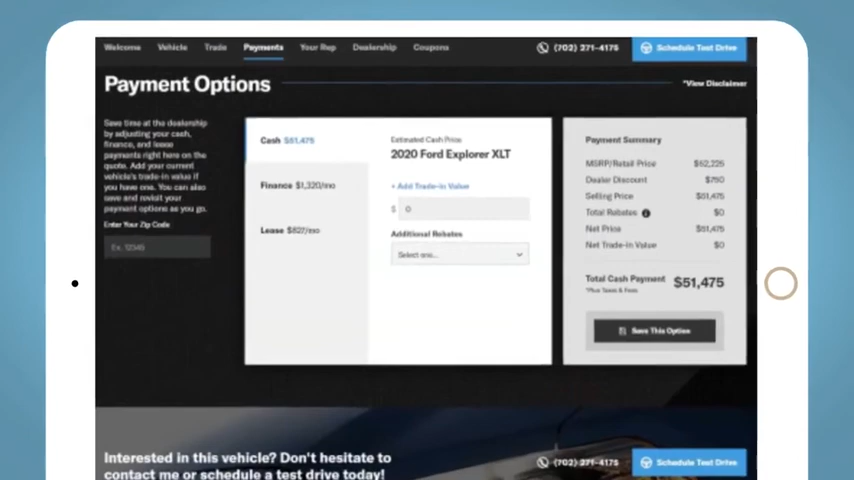 Welcome Vehicle Trade Payments Your Rep Dealership Coupons (702) 271-4175 Schedule Test Drive
Payment Options
*View Disclaimer
Save time at the dealership
by adjusting your cash,
finance, and lease
payments right here on the
quote. Add your current
vehicle's trade-in value if
you have one. You can also
save and revisit your
payment options as you go.
Enter Your Zip Code
Ex. 12345
Cash $51,475
Finance $1,320/mo
Lease $827/mo
Estimated Cash Price
2020 Ford Explorer XLT
+ Add Trade-in Value
$ 0
Additional Rebates
Select one...
Payment Summary
MSRP/Retail Price $52,225
Dealer Discount $750
Selling Price $51,475
Total Rebates i $0
Net Price $51,475
Net Trade-in Value $0
Total Cash Payment $51,475
*Plus Taxes & Fees
Save This Option
Interested in this vehicle? Don't hesitate to
contact me or schedule a test drive today!
(702) 271-4175 Schedule Test Drive